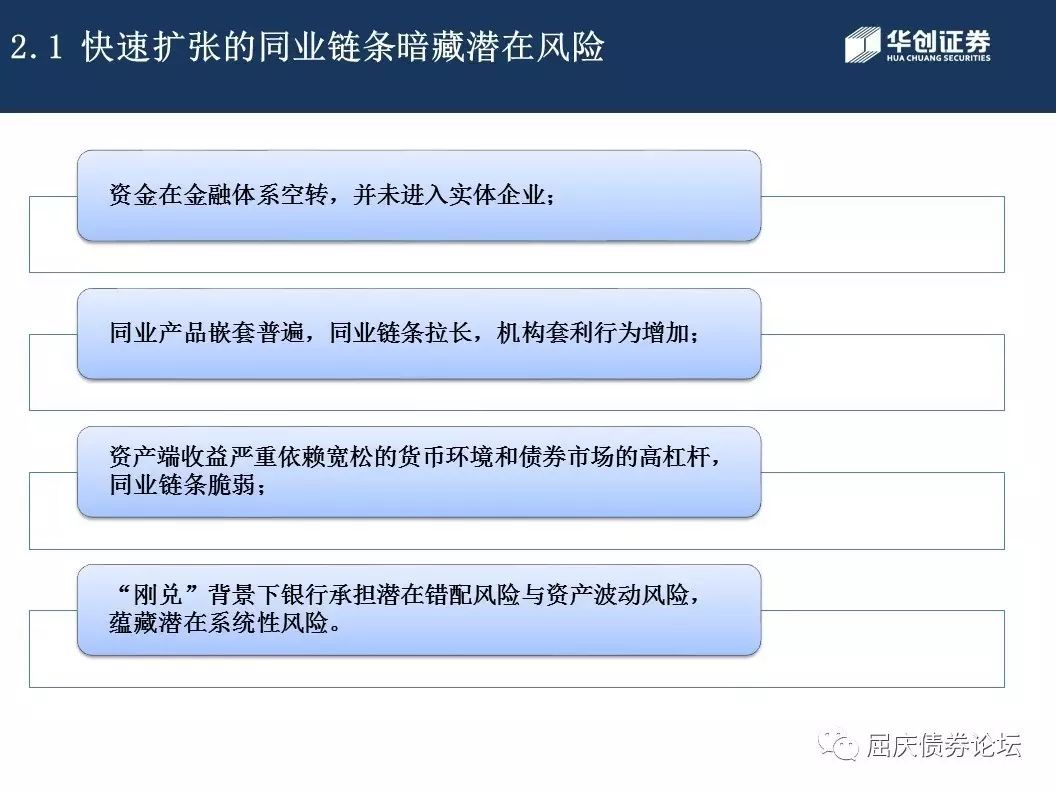 2.1 快速扩张的同业链条暗藏潜在风险
华创证券
HUA CHUANG SECURITIES
资金在金融体系空转，并未进入实体企业；
同业产品嵌套普遍，同业链条拉长，机构套利行为增加；
资产端收益严重依赖宽松的货币环境和债券市场的高杠杆，
同业链条脆弱；
“刚兑”背景下银行承担潜在错配风险与资产波动风险，
蕴藏潜在系统性风险。
屈庆债券论坛